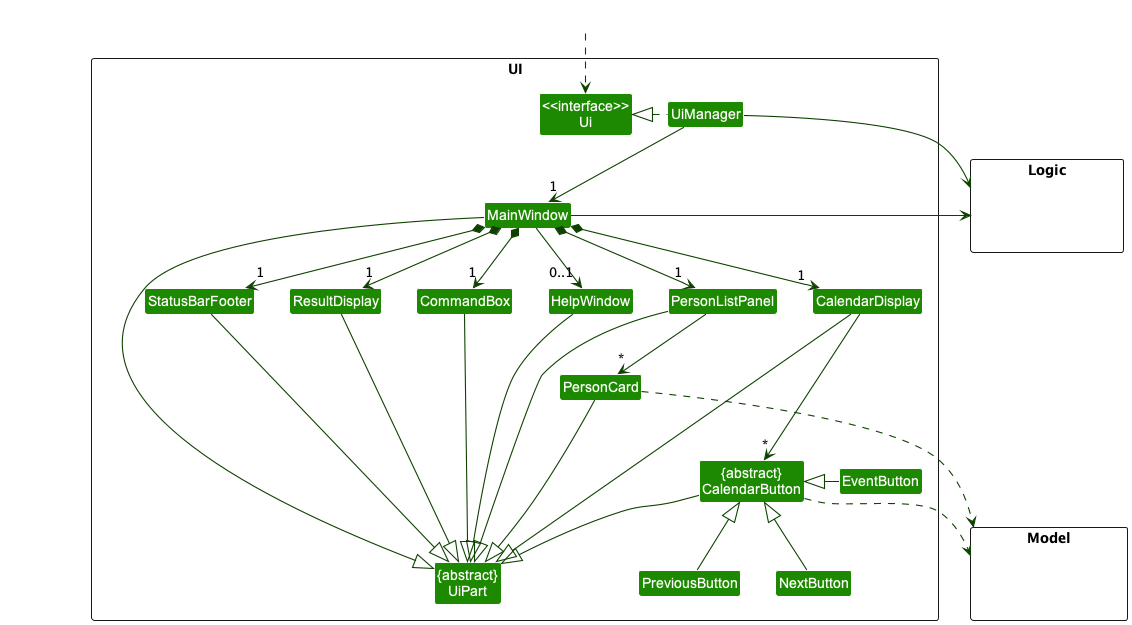 UI
<<interface>>
Ui
UiManager
Logic
1
MainWindow
1
1
1
0..1
1
1
StatusBarFooter
ResultDisplay
CommandBox
HelpWindow
PersonListPanel
CalendarDisplay
*
PersonCard
*
{abstract}
CalendarButton
EventButton
Model
{abstract}
UiPart
PreviousButton
NextButton